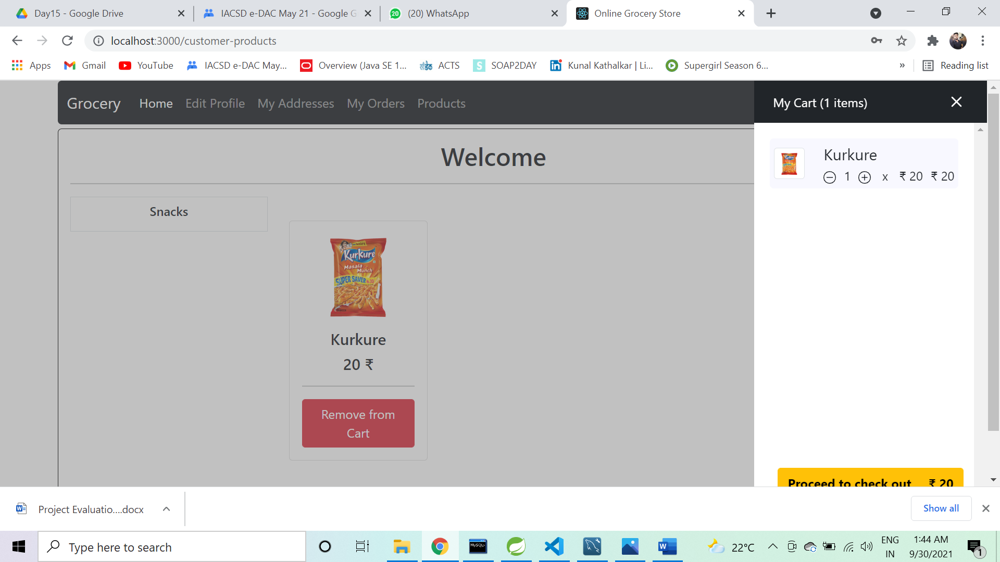 Day15 - Google Drive
IACSD e-DAC May 21 - Google G
20
(20) WhatsApp
Online Grocery Store
localhost:3000/customer-products
Apps
Gmail
YouTube
IACSD e-DAC May...
Overview (Java SE 1...
ACTS
S
SOAP2DAY
in
Kunal Kathalkar | Li...
Supergirl Season 6...
»
Reading list
Grocery
Home
Edit Profile
My Addresses
My Orders
Products
My Cart (1 items)
Welcome
Kurkure
1
x
₹ 20
₹ 20
Snacks
Kurkure
Masala
Munch
SUPER SAVER
Kurkure
20 ₹
Remove from
Cart
Proceed to check out
₹ 20
W
Project Evaluatio....docx
Show all
Type here to search
MySQL
W
22°C
ENG
IN
1:44 AM
9/30/2021
1